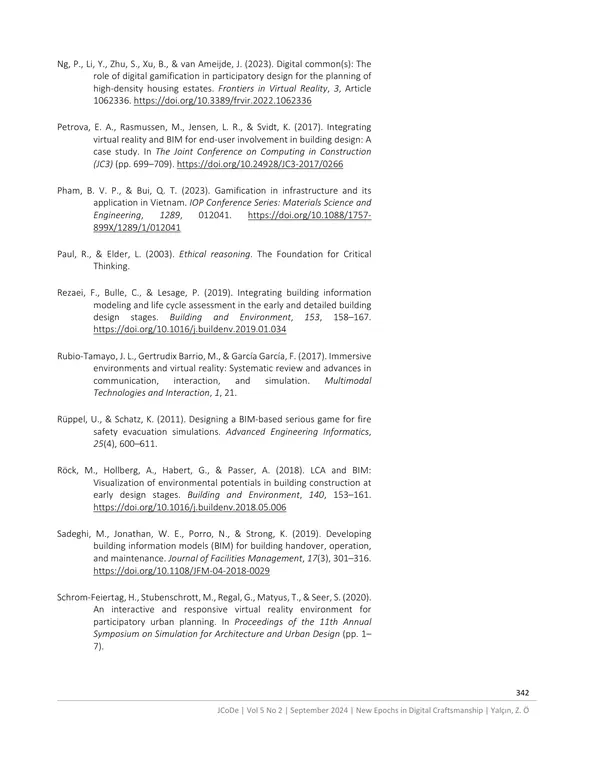 Ng, P., Li, Y., Zhu, S., Xu, B., & van Ameijde, J. (2023). Digital common(s): The
role of digital gamification in participatory design for the planning of
high-density housing estates. Frontiers in Virtual Reality, 3, Article
1062336. https://doi.org/10.3389/frvir.2022.1062336
Petrova, E. A., Rasmussen, M., Jensen, L. R., & Svidt, K. (2017). Integrating
virtual reality and BIM for end-user involvement in building design: A
case study. In The Joint Conference on Computing in Construction
(JC3) (pp. 699–709). https://doi.org/10.24928/JC3-2017/0266
Pham, B. V. P., & Bui, Q. T. (2023). Gamification in infrastructure and its
application in Vietnam. IOP Conference Series: Materials Science and
Engineering, 1289, 012041. https://doi.org/10.1088/1757-
899X/1289/1/012041
Paul, R., & Elder, L. (2003). Ethical reasoning. The Foundation for Critical
Thinking.
Rezaei, F., Bulle, C., & Lesage, P. (2019). Integrating building information
modeling and life cycle assessment in the early and detailed building
design stages. Building and Environment, 153, 158–167.
https://doi.org/10.1016/j.buildenv.2019.01.034
Rubio-Tamayo, J. L., Gertrudix Barrio, M., & García García, F. (2017). Immersive
environments and virtual reality: Systematic review and advances in
communication, interaction, and simulation. Multimodal
Technologies and Interaction, 1, 21.
Rüppel, U., & Schatz, K. (2011). Designing a BIM-based serious game for fire
safety evacuation simulations. Advanced Engineering Informatics,
25(4), 600–611.
Röck, M., Hollberg, A., Habert, G., & Passer, A. (2018). LCA and BIM:
Visualization of environmental potentials in building construction at
early design stages. Building and Environment, 140, 153–161.
https://doi.org/10.1016/j.buildenv.2018.05.006
Sadeghi, M., Jonathan, W. E., Porro, N., & Strong, K. (2019). Developing
building information models (BIM) for building handover, operation,
and maintenance. Journal of Facilities Management, 17(3), 301–316.
https://doi.org/10.1108/JFM-04-2018-0029
Schrom-Feiertag, H., Stubenschrott, M., Regal, G., Matyus, T., & Seer, S. (2020).
An interactive and responsive virtual reality environment for
participatory urban planning. In Proceedings of the 11th Annual
Symposium on Simulation for Architecture and Urban Design (pp. 1–
7).
342
JCoDe | Vol 5 No 2 | September 2024 | New Epochs in Digital Craftsmanship | Yalçın, Z. Ö